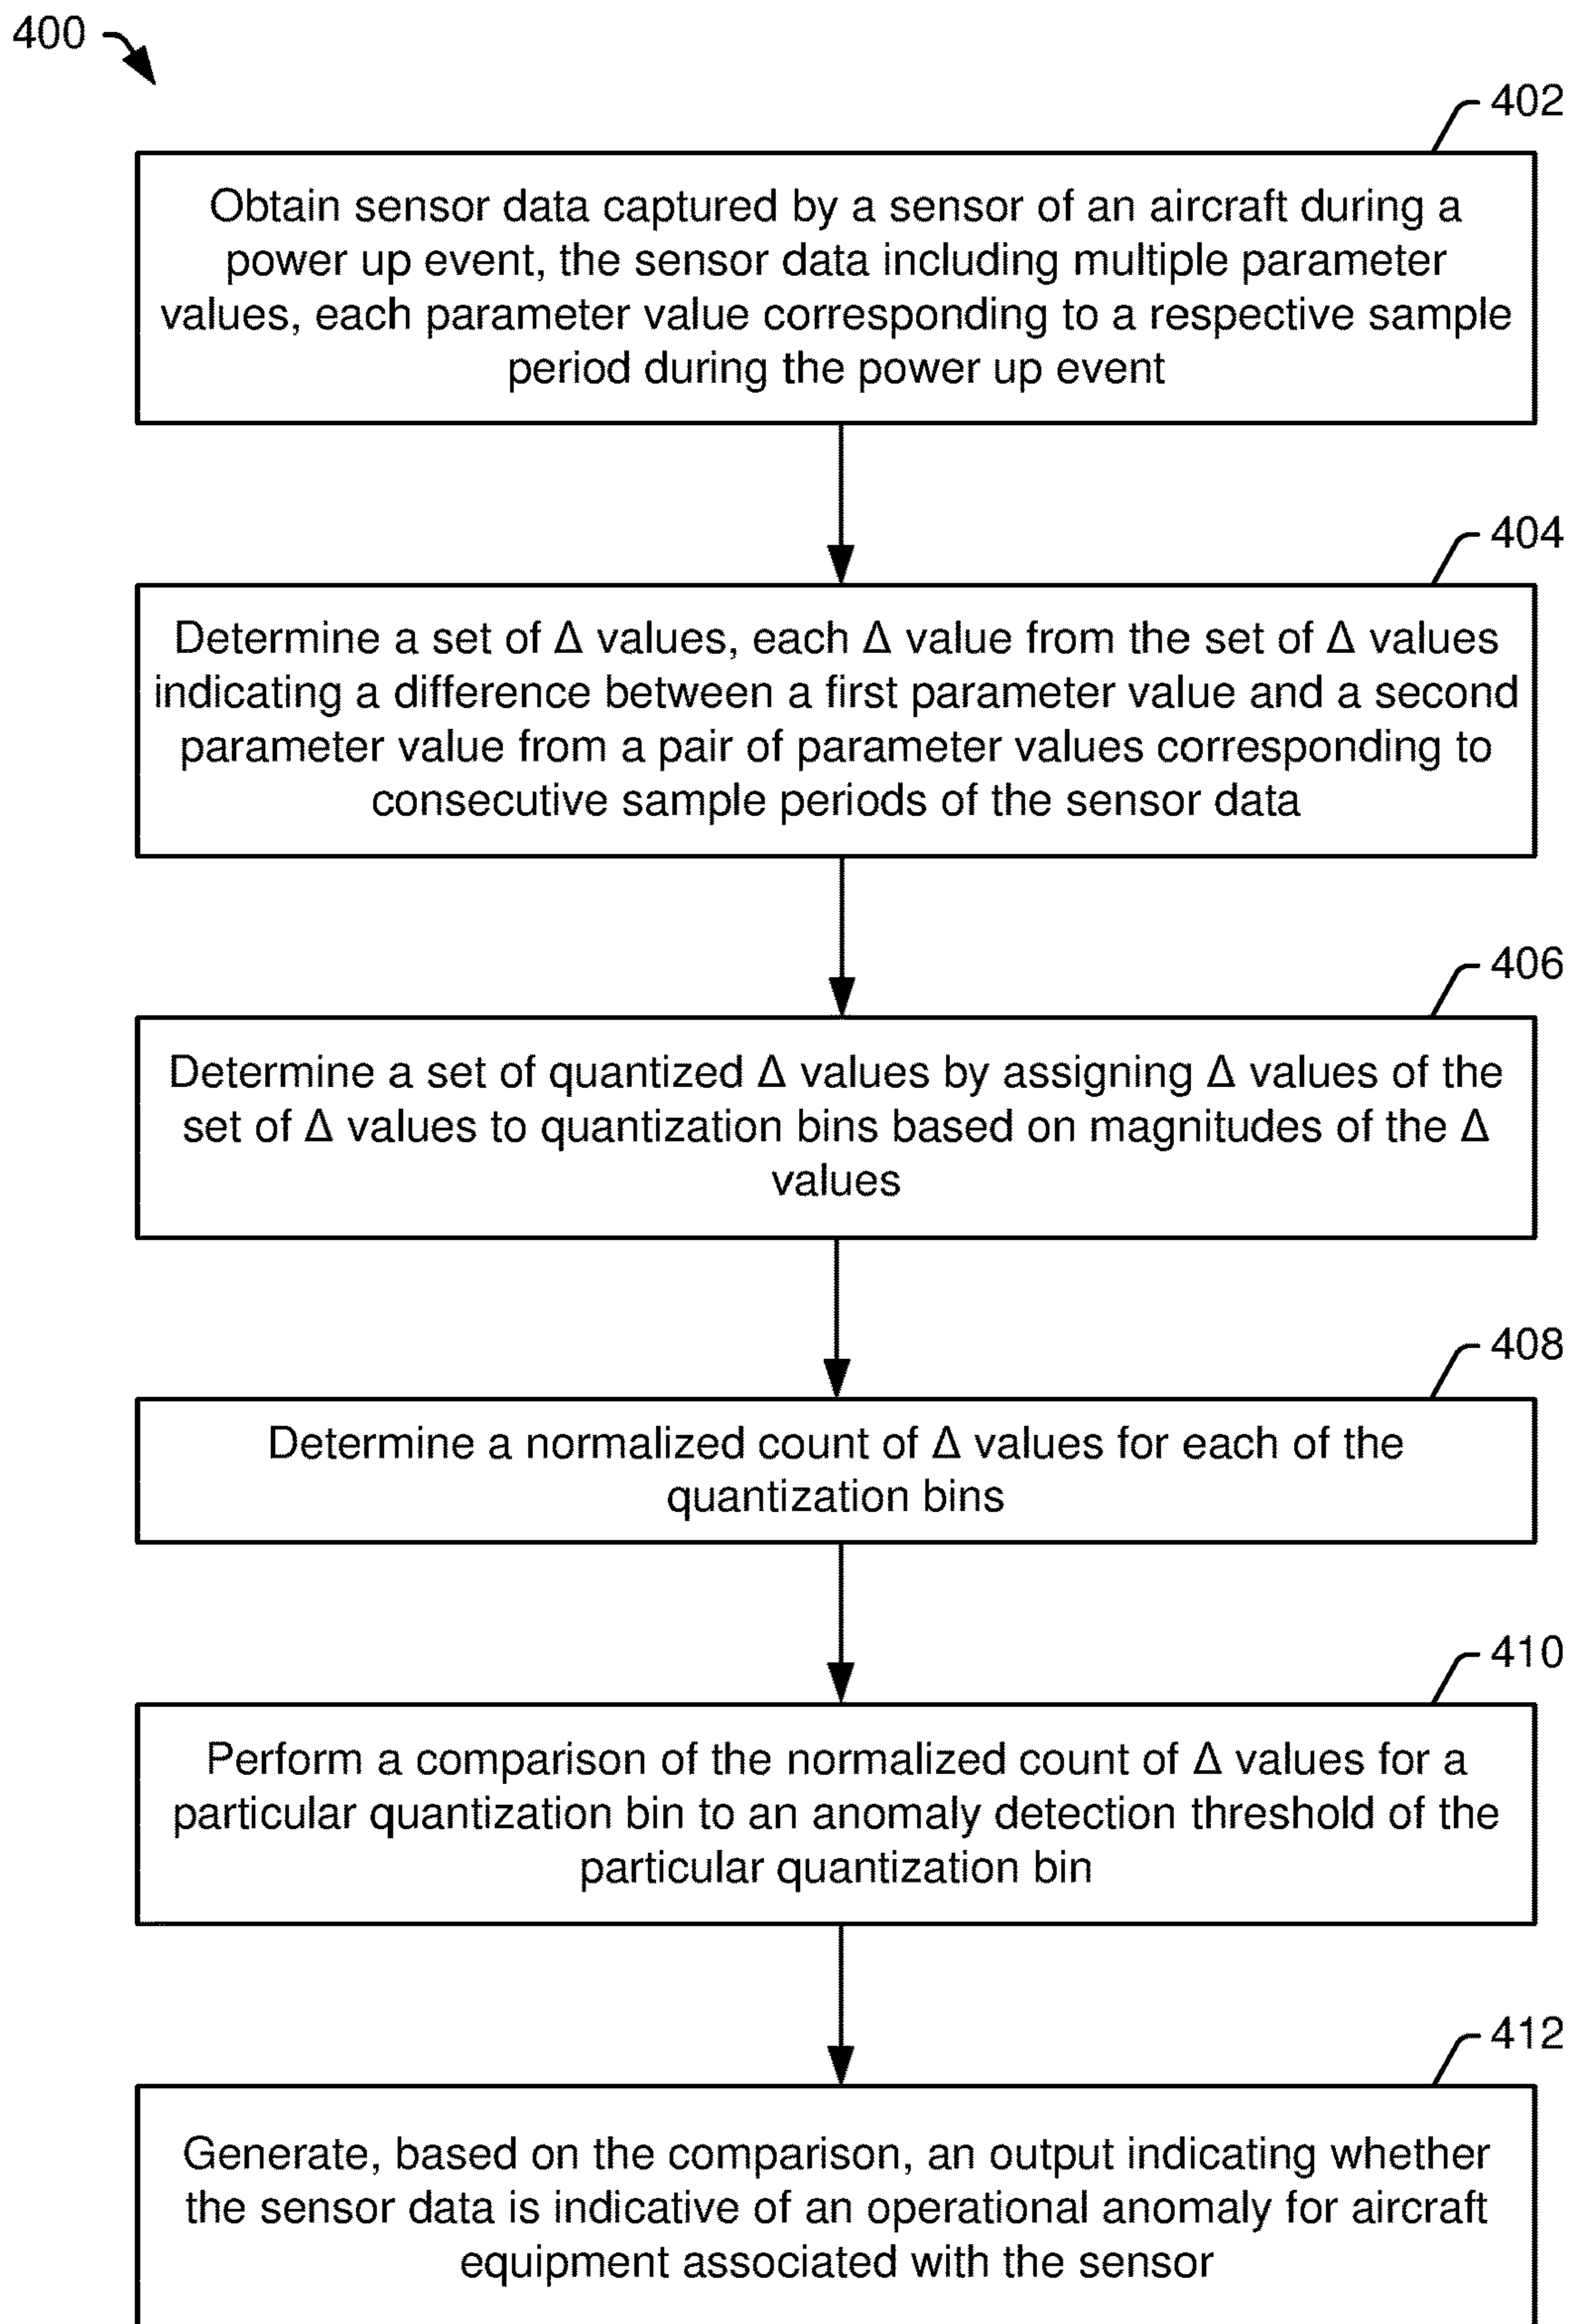 400
402
Obtain sensor data captured by a sensor of an aircraft during a
power up event, the sensor data including multiple parameter
values, each parameter value corresponding to a respective sample
period during the power up event
404
Determine a set of Δ values, each Δ value from the set of Δ values
indicating a difference between a first parameter value and a second
parameter value from a pair of parameter values corresponding to
consecutive sample periods of the sensor data
406
Determine a set of quantized Δ values by assigning Δ values of the
set of Δ values to quantization bins based on magnitudes of the Δ
values
408
Determine a normalized count of Δ values for each of the
quantization bins
410
Perform a comparison of the normalized count of Δ values for a
particular quantization bin to an anomaly detection threshold of the
particular quantization bin
412
Generate, based on the comparison, an output indicating whether
the sensor data is indicative of an operational anomaly for aircraft
equipment associated with the sensor